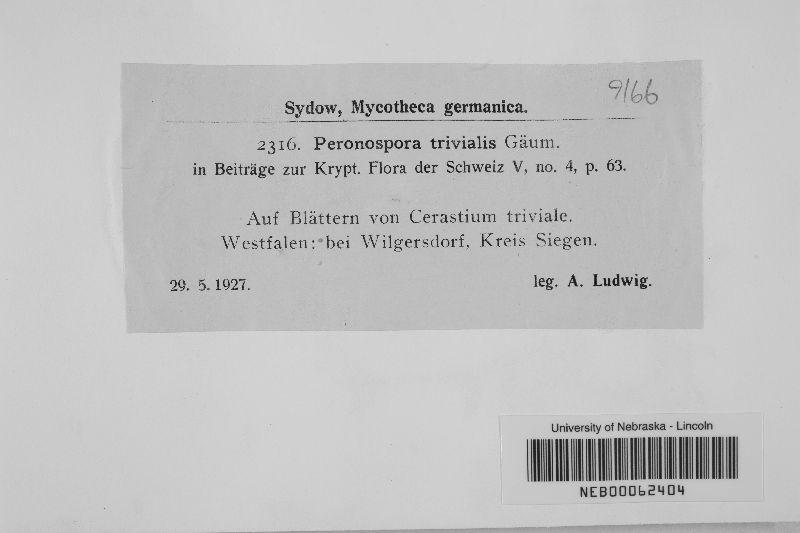 9166
Sydow, Mycotheca germanica.
2316. Peronospora trivialis Gäum.
in Beiträge zur Krypt. Flora der Schweiz V, no. 4, p. 63.
Auf Blättern von Cerastium triviale.
Westfalen: bei Wilgersdorf, Kreis Siegen.
29. 5. 1927. leg. A. Ludwig.
University of Nebraska - Lincoln
NEB00062404